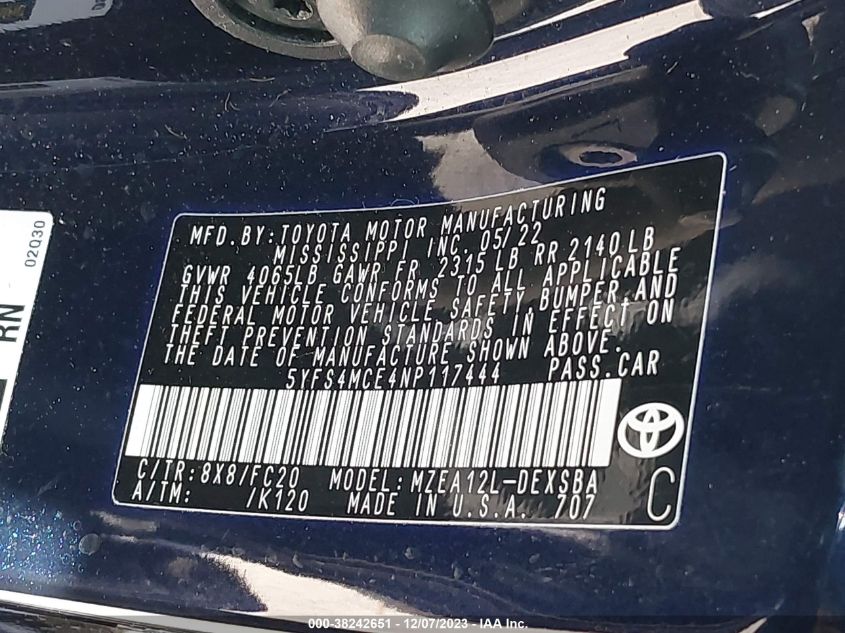 MFD. BY: TOYOTA MOTOR MANUFACTURING
MISSISSIPPI INC. 05/22
GVWR 4065LB GAWR FR 2315 LB RR 2140LB
THIS VEHICLE CONFORMS TO ALL APPLICABLE
FEDERAL MOTOR VEHICLE SAFETY, BUMPER, AND
THEFT PREVENTION STANDARDS IN EFFECT ON
THE DATE OF MANUFACTURE SHOWN ABOVE.
5YFS4MCE4NP117444 PASS.CAR
C/TR: 8X8/FC20 MODEL: MZEA12L-DEXSBA
A/TM: /K120 MADE IN U.S.A. 707
C
02Q30
RN
000-38242651 - 12/07/2023 - IAA Inc.